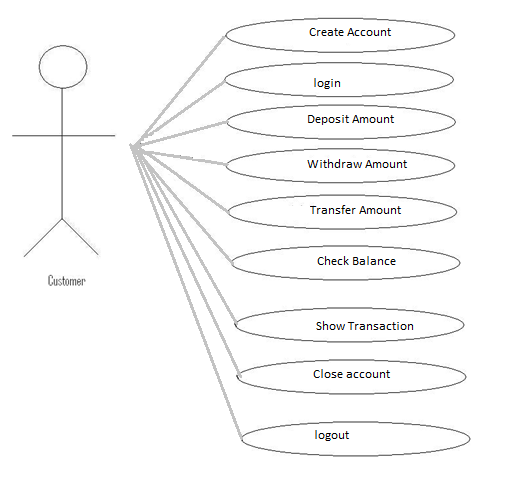 Create Account
login
Deposit Amount
Withdraw Amount
Transfer Amount
Check Balance
Customer
Show Transaction
Close account
logout